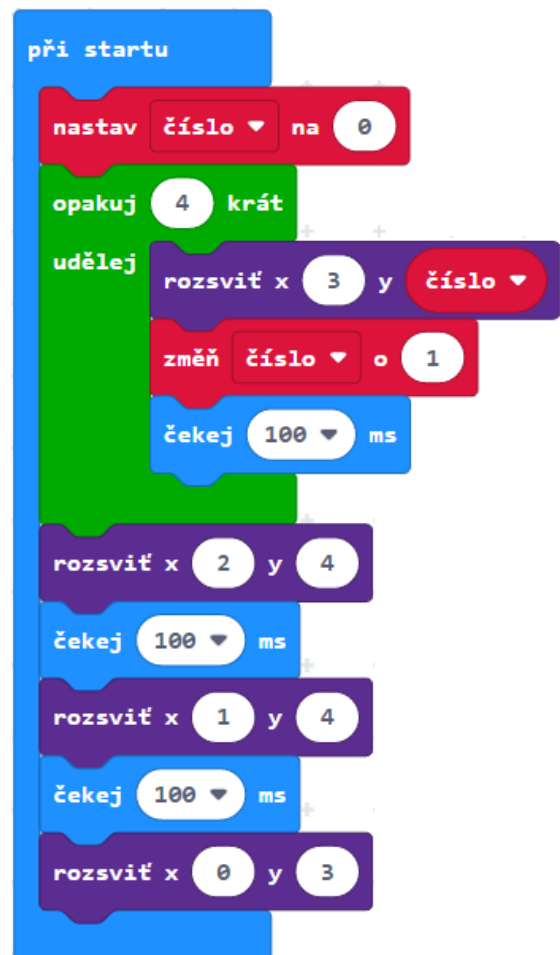 při startu
nastav číslo na 0
opakuj 4 krát
udělej
rozsviť x 3 y číslo
změň číslo o 1
čekej 100 ms
rozsviť x 2 y 4
čekej 100 ms
rozsviť x 1 y 4
čekej 100 ms
rozsviť x 0 y 3